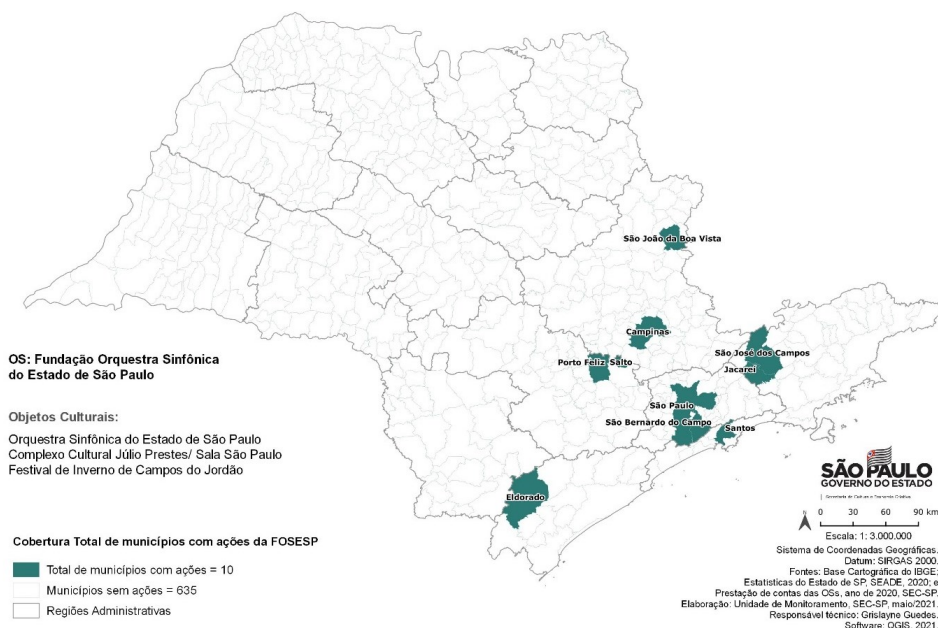 São João da Boa Vista
Campinas
Porto Feliz
Salto
São José dos Campos
Jacareí
São Paulo
São Bernardo do Campo
Santos
Eldorado
OS: Fundação Orquestra Sinfônica
do Estado de São Paulo
Objetos Culturais:
Orquestra Sinfônica do Estado de São Paulo
Complexo Cultural Júlio Prestes/ Sala São Paulo
Festival de Inverno de Campos do Jordão
Cobertura Total de municípios com ações da FOSESP
Total de municípios com ações = 10
Municípios sem ações = 635
Regiões Administrativas
SÃO PAULO
GOVERNO DO ESTADO
Secretaria de Cultura e Economia Criativa
N
0 30 60 90 km
Escala: 1: 3.000.000
Sistema de Coordenadas Geográficas.
Datum: SIRGAS 2000.
Fontes: Base Cartográfica do IBGE;
Estatísticas do Estado de SP, SEADE, 2020; e
Prestação de contas das OSs, ano de 2020, SEC-SP.
Elaboração: Unidade de Monitoramento, SEC-SP, maio/2021.
Responsável técnico: Grislayne Guedes.
Software: QGIS, 2021.